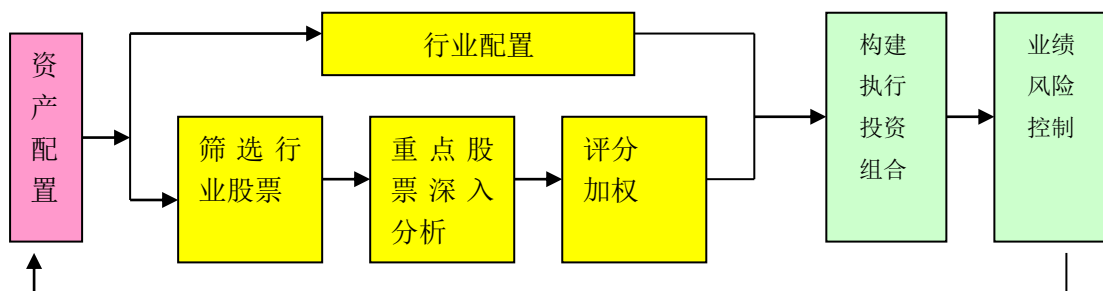 资
产
配
置
行业配置
筛选行
业股票
重点股
票深入
分析
评分
加权
构建
执行
投资
组合
业绩
风险
控制